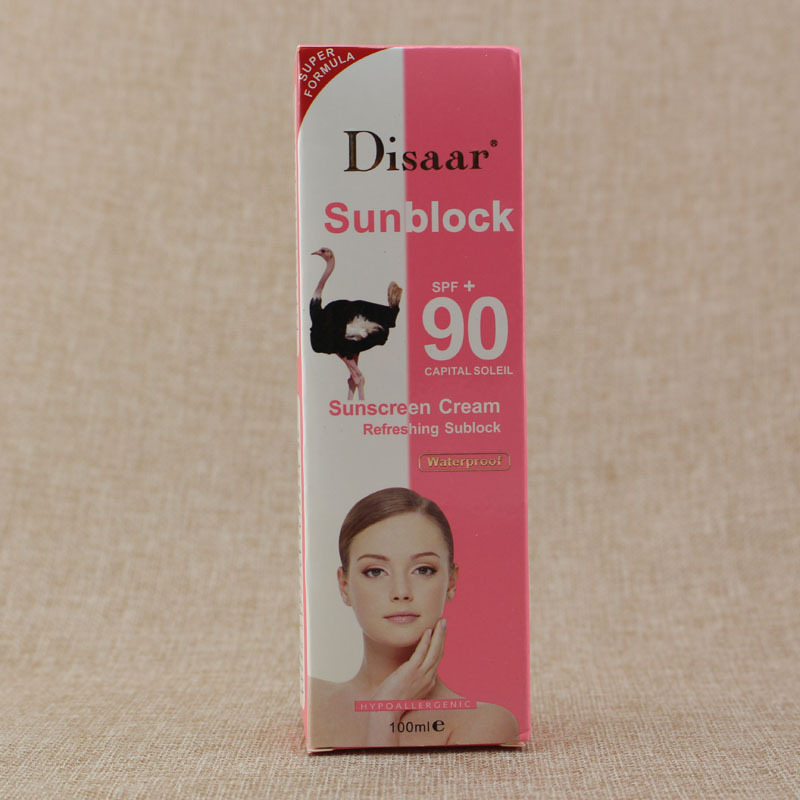 SUPER
FORMULA
Disaar®
Sunblock
SPF +
90
CAPITAL SOLEIL
Sunscreen Cream
Refreshing Sublock
Waterproof
HYPOALLERGENIC
100ml ℮